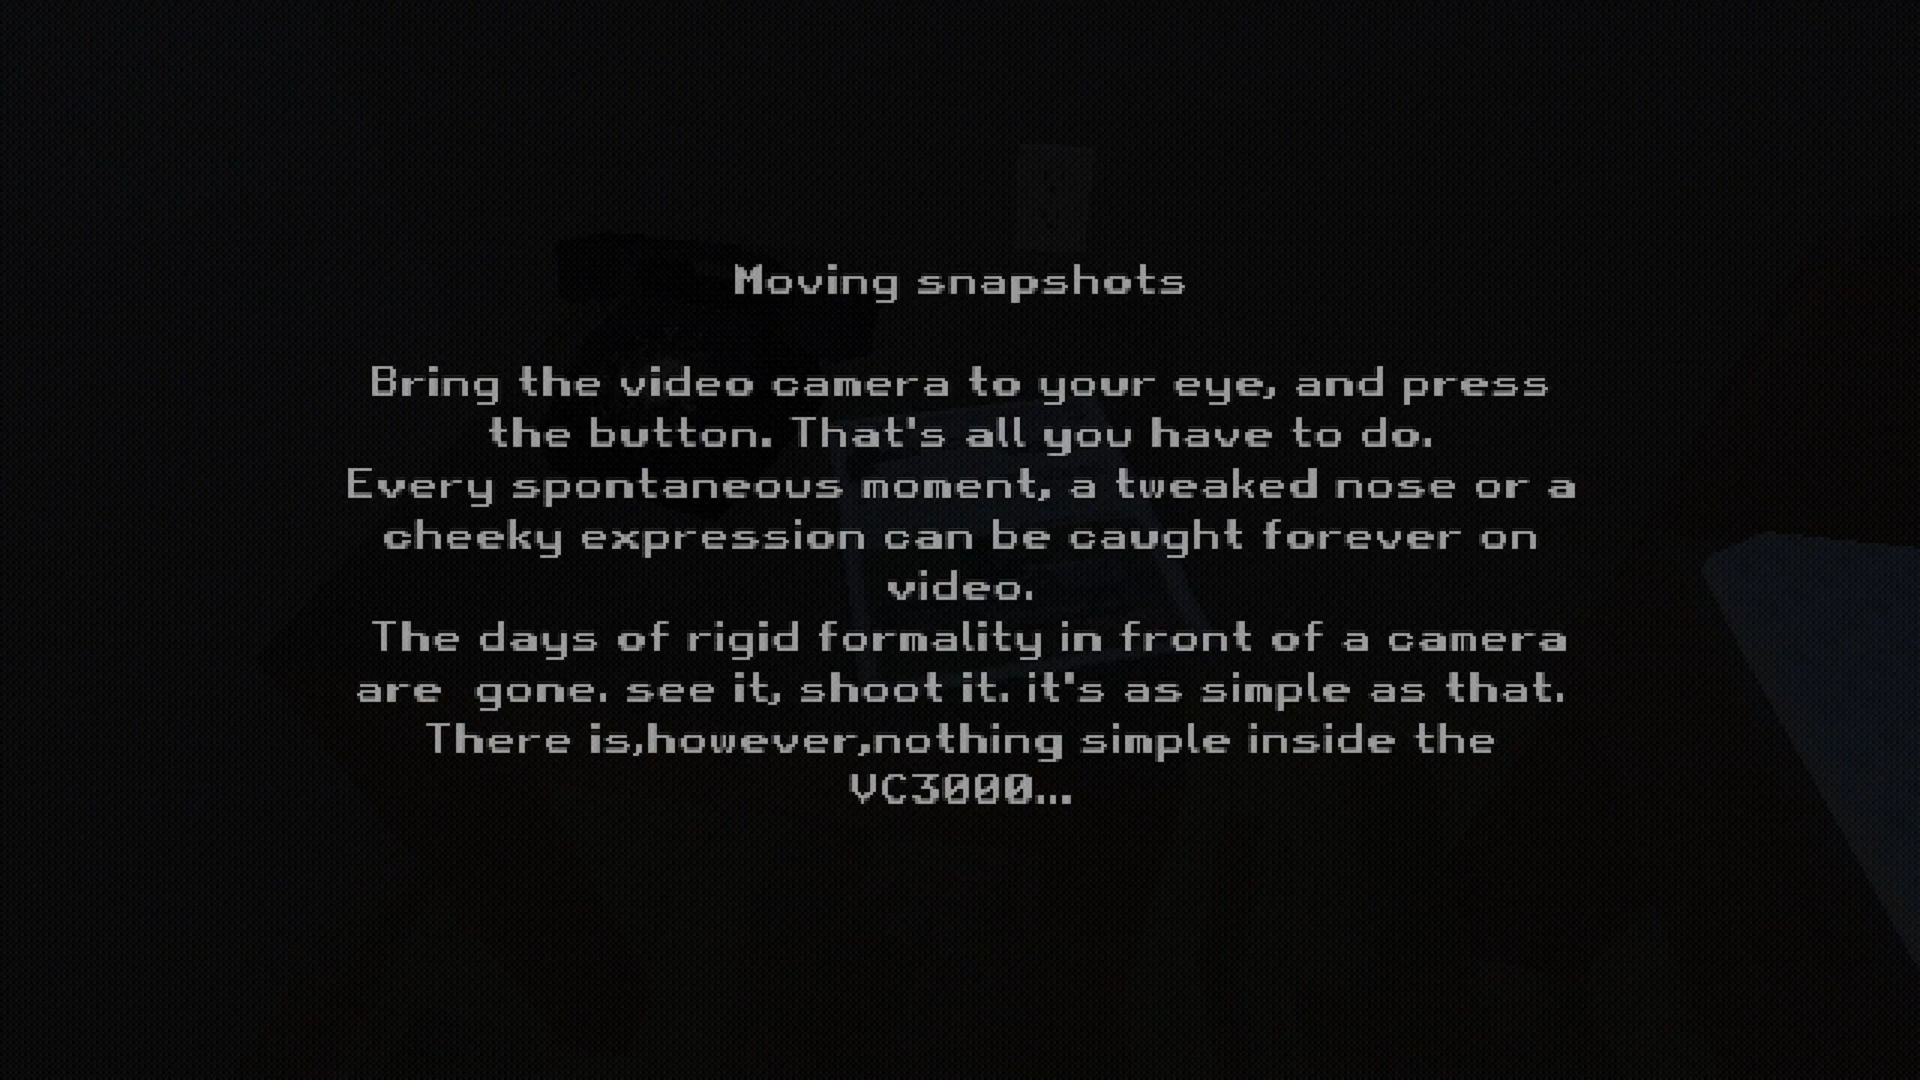 Moving snapshots
Bring the video camera to your eye, and press
the button. That's all you have to do.
Every spontaneous moment, a tweaked nose or a
cheeky expression can be caught forever on
video.
The days of rigid formality in front of a camera
are  gone. see it, shoot it. it's as simple as that.
There is,however,nothing simple inside the
VC3000...